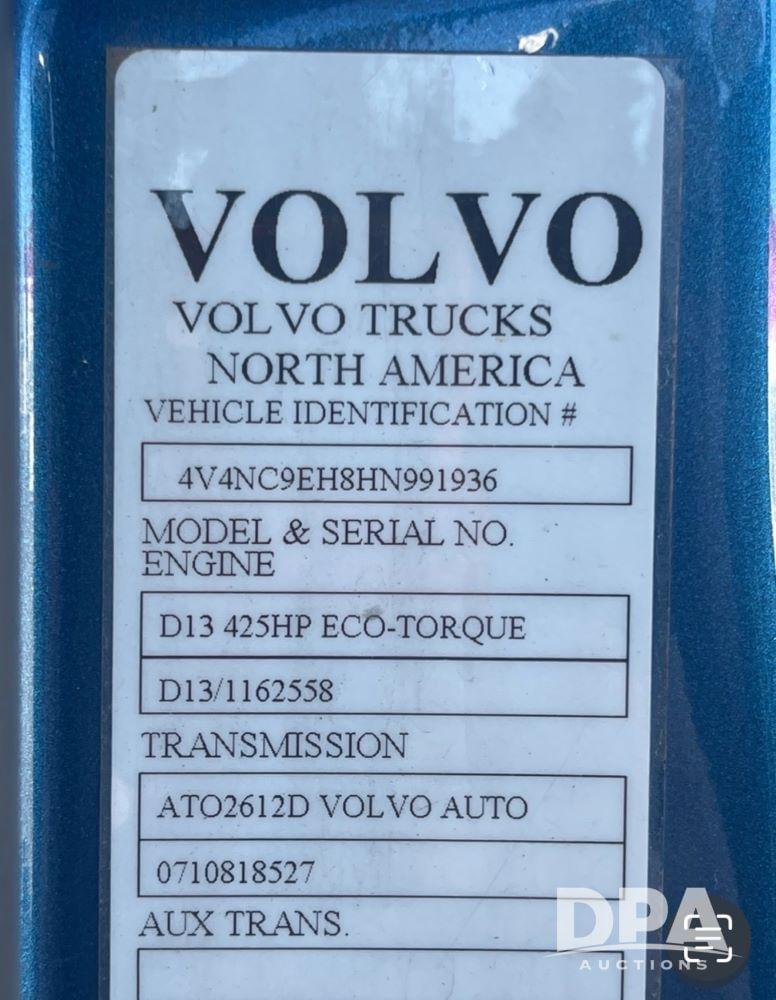 VOLVO
VOLVO TRUCKS
NORTH AMERICA
VEHICLE IDENTIFICATION #
4V4NC9EH8HN991936
MODEL & SERIAL NO.
ENGINE
D13 425HP ECO-TORQUE
D13/1162558
TRANSMISSION
ATO2612D VOLVO AUTO
0710818527
AUX TRANS.
DPA
AUCTIONS